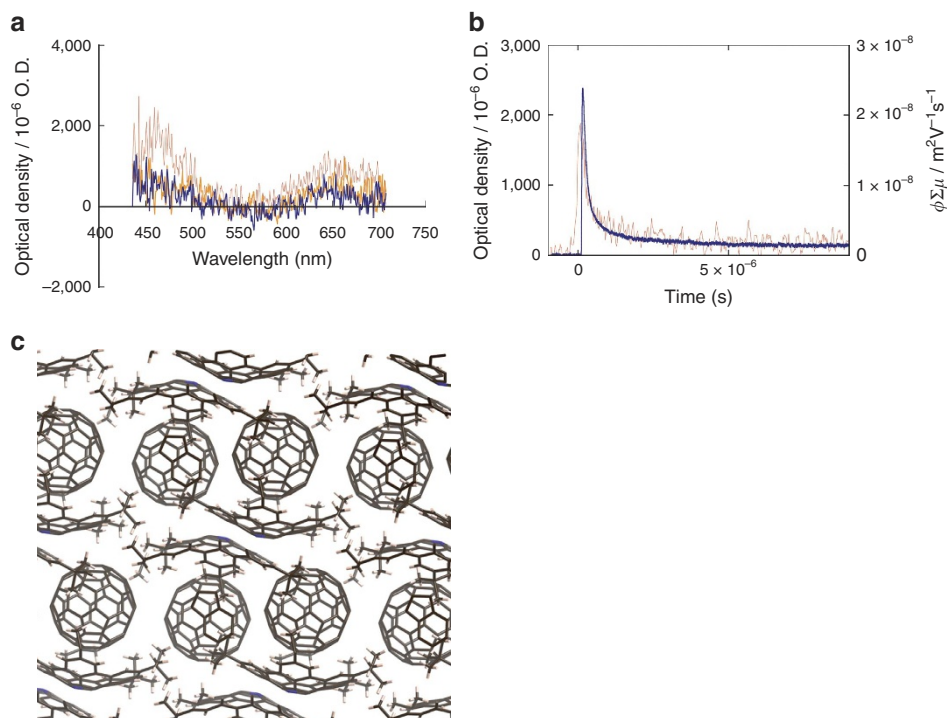 a
4,000
2,000
0
−2,000
Optical density / 10⁻⁶ O. D.
400 450 500 550 600 650 700 750
Wavelength (nm)
b
3,000
2,000
1,000
0
Optical density / 10⁻⁶ O. D.
3 × 10⁻⁸
2 × 10⁻⁸
1 × 10⁻⁸
0
ϕΣμ / m²V⁻¹s⁻¹
0 5 × 10⁻⁶
Time (s)
c